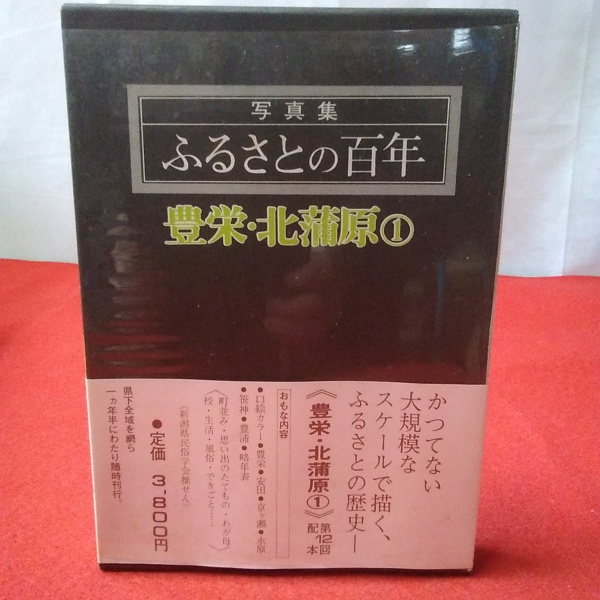 写真集
ふるさとの百年
豊栄・北蒲原①
かつてない
大規模な
スケールで描く、
ふるさとの歴史―
《豊栄・北蒲原①》
第12回
配本
おもな内容
●口絵カラー●豊栄●安田●京ヶ瀬●水原
●笹神●豊浦●略年表
〈町並み・思い出のたてもの・わが母
校・生活・風俗・できごと……〉
(新潟県民俗学会推せん)
●定価 3,800円
県下全域を網ら
一ヵ年半にわたり随時刊行。